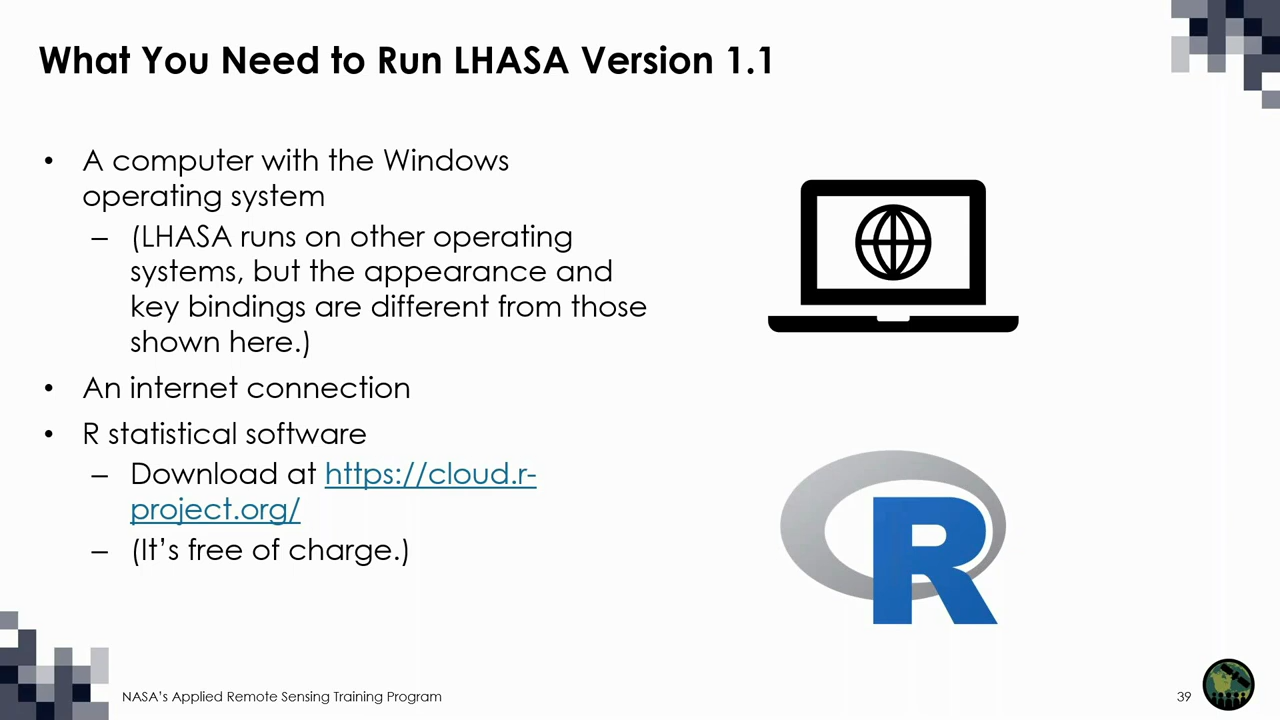 What You Need to Run LHASA Version 1.1
• A computer with the Windows
operating system
– (LHASA runs on other operating
systems, but the appearance and
key bindings are different from those
shown here.)
• An internet connection
• R statistical software
– Download at https://cloud.r-
project.org/
– (It’s free of charge.)
R
NASA’s Applied Remote Sensing Training Program
39